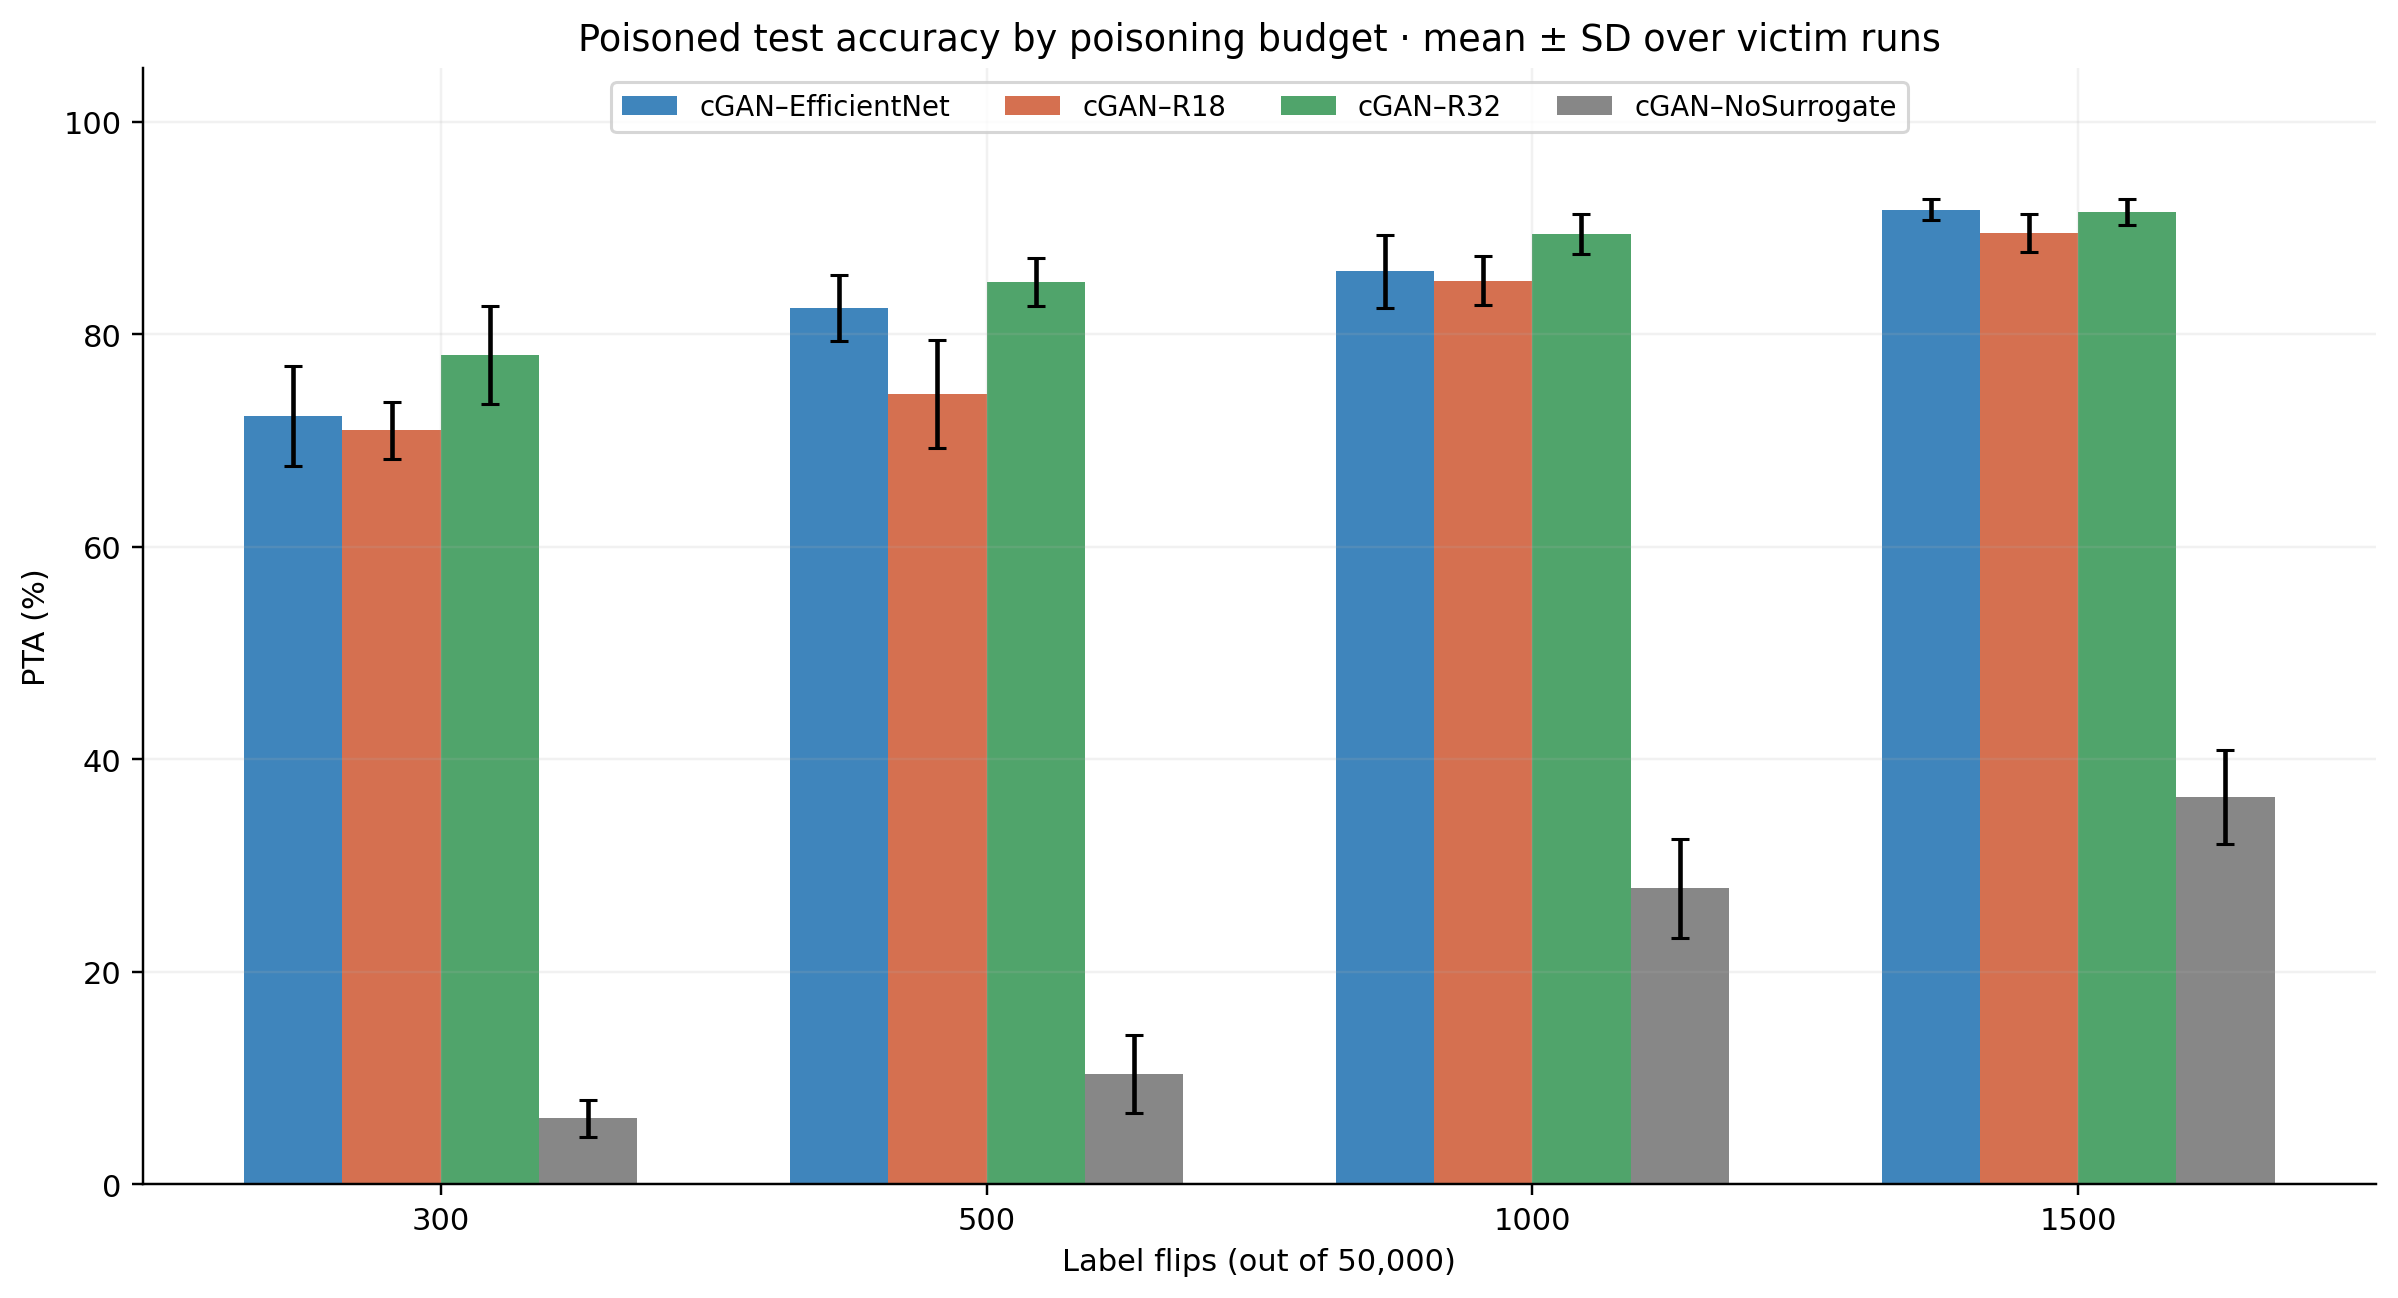 Poisoned test accuracy by poisoning budget · mean ± SD over victim runs
cGAN–EfficientNet cGAN–R18 cGAN–R32 cGAN–NoSurrogate
100
80
60
40
20
0
PTA (%)
300 500 1000 1500
Label flips (out of 50,000)